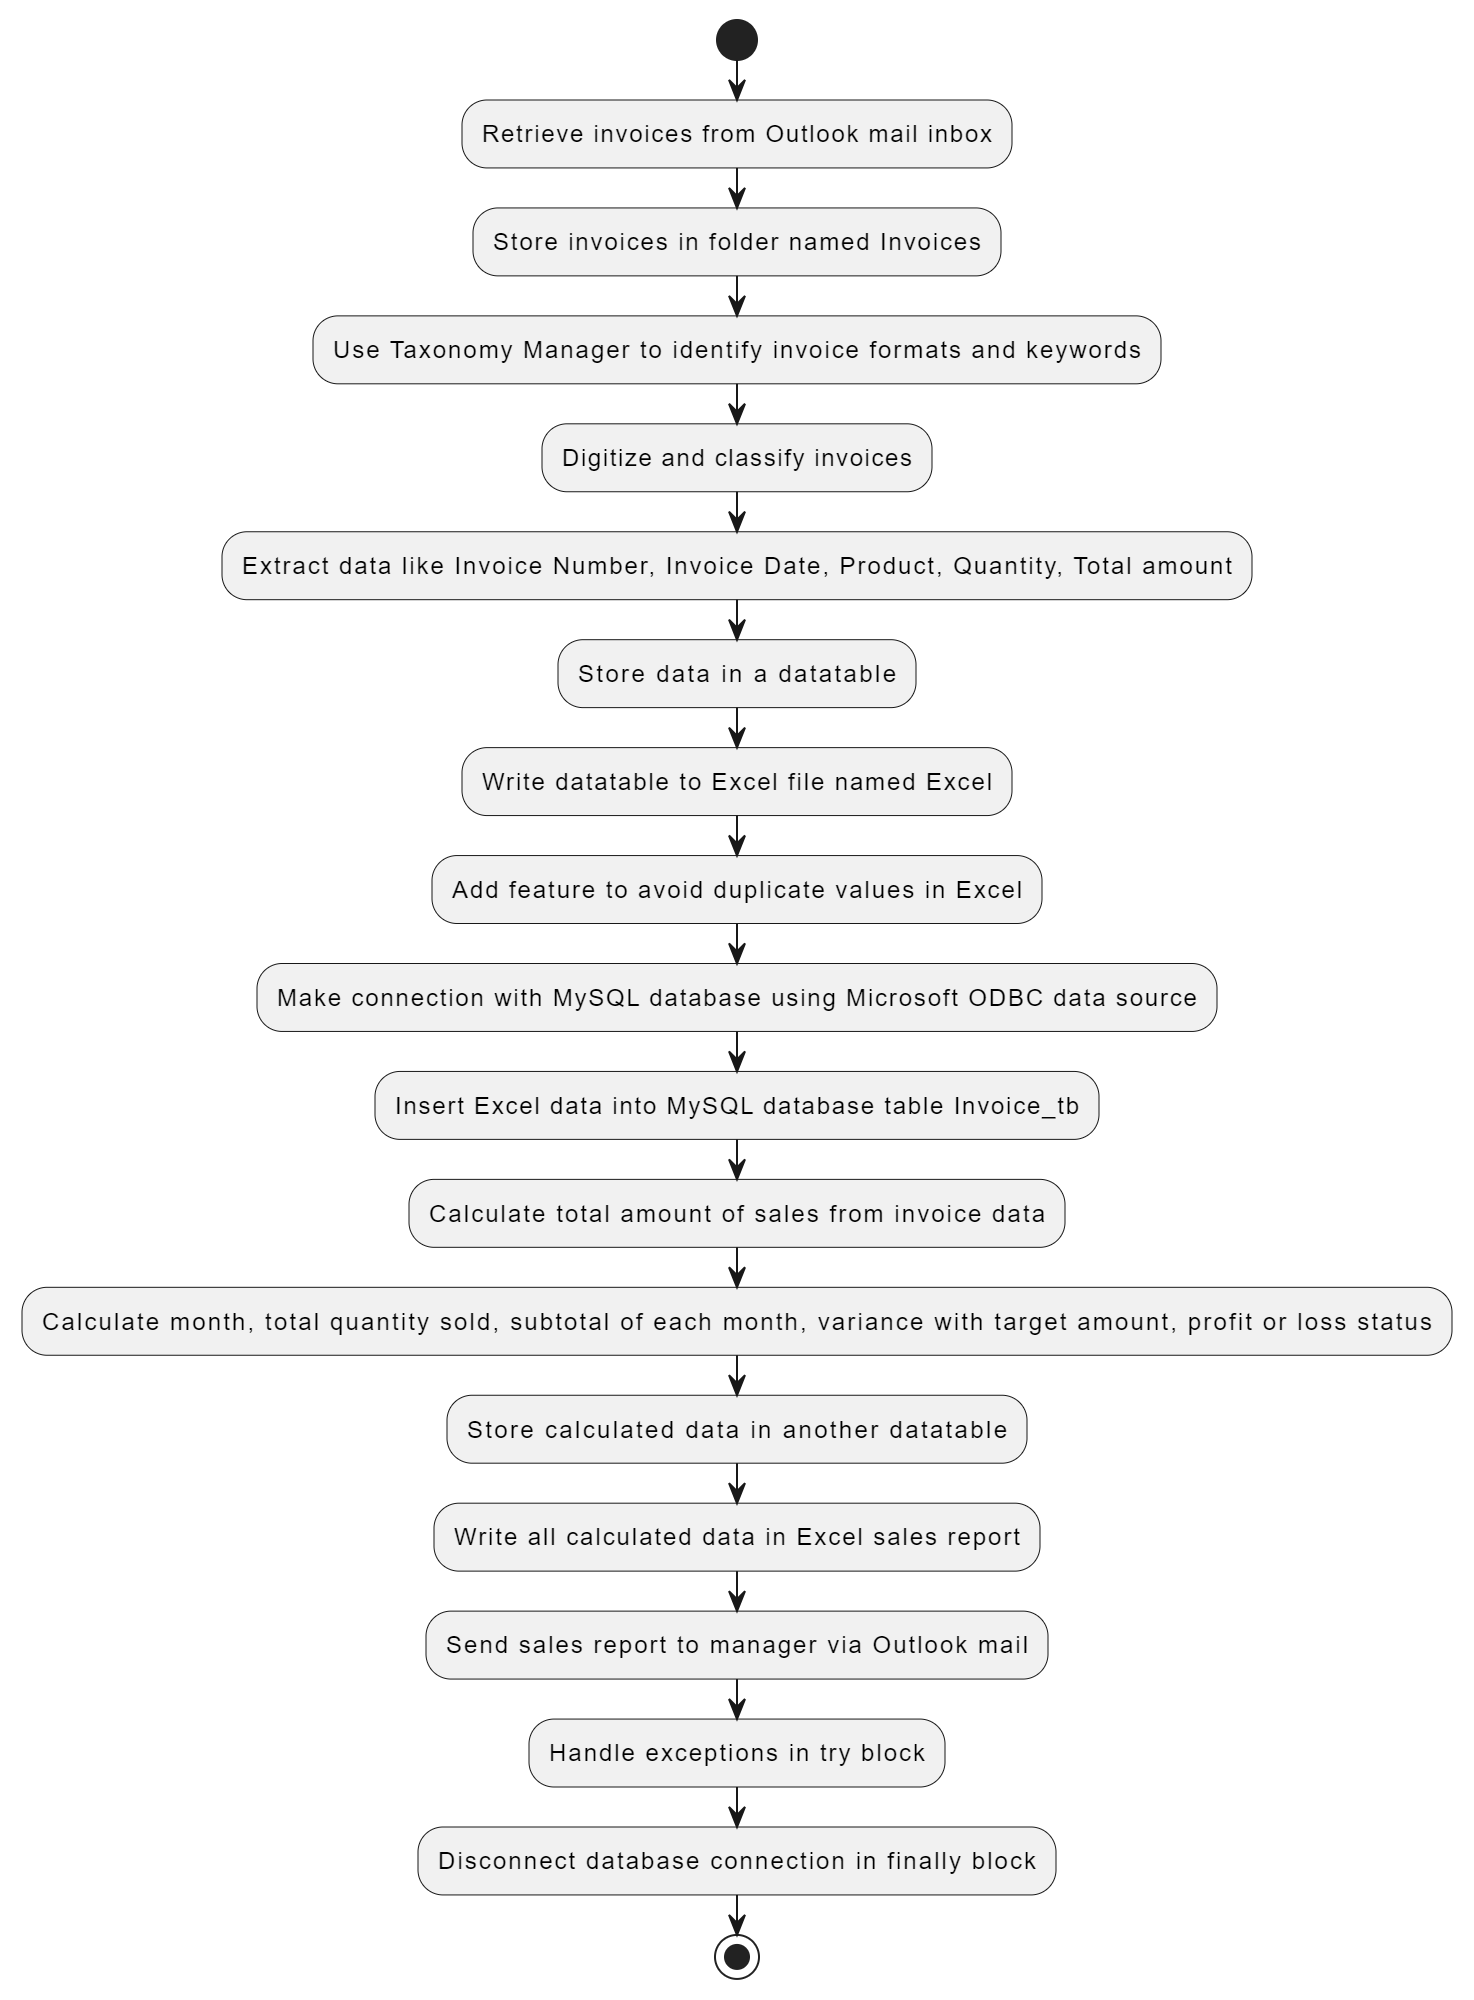 Retrieve invoices from Outlook mail inbox
Store invoices in folder named Invoices
Use Taxonomy Manager to identify invoice formats and keywords
Digitize and classify invoices
Extract data like Invoice Number, Invoice Date, Product, Quantity, Total amount
Store data in a datatable
Write datatable to Excel file named Excel
Add feature to avoid duplicate values in Excel
Make connection with MySQL database using Microsoft ODBC data source
Insert Excel data into MySQL database table Invoice_tb
Calculate total amount of sales from invoice data
Calculate month, total quantity sold, subtotal of each month, variance with target amount, profit or loss status
Store calculated data in another datatable
Write all calculated data in Excel sales report
Send sales report to manager via Outlook mail
Handle exceptions in try block
Disconnect database connection in finally block